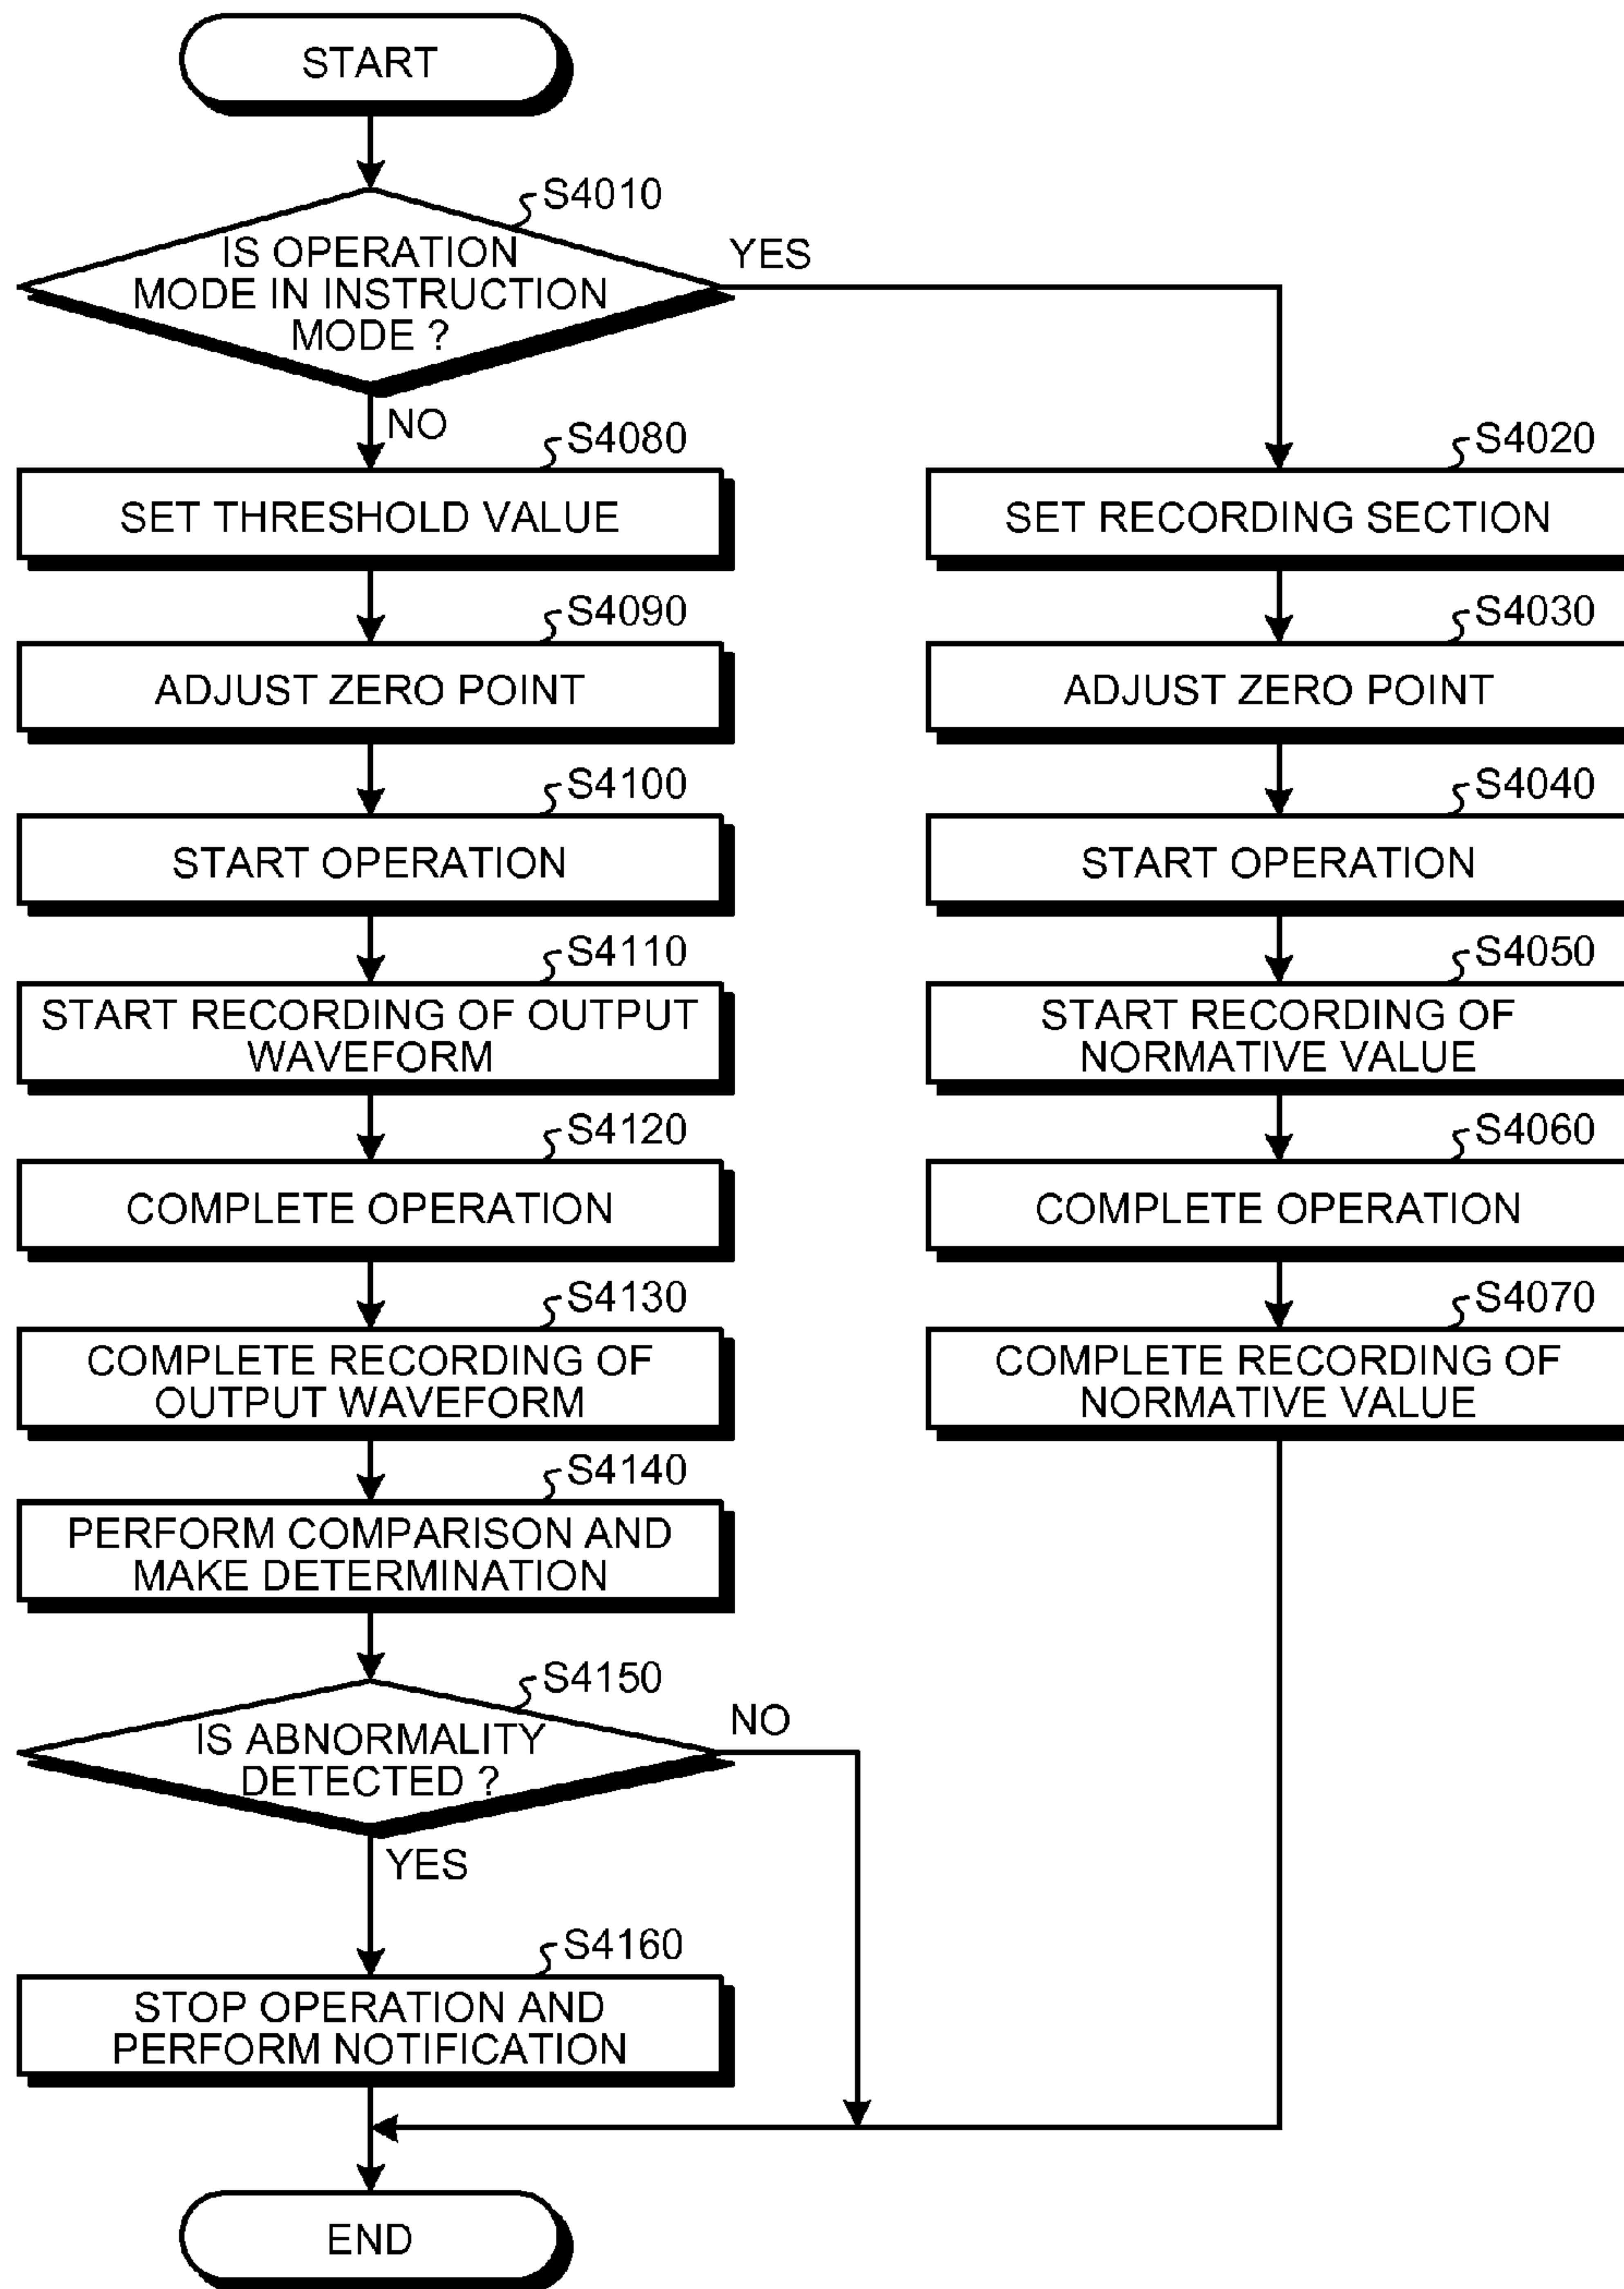 START
S4010
IS OPERATION
MODE IN INSTRUCTION
MODE ?
YES
NO
S4080
SET THRESHOLD VALUE
S4020
SET RECORDING SECTION
S4090
ADJUST ZERO POINT
S4030
ADJUST ZERO POINT
S4100
START OPERATION
S4040
START OPERATION
S4110
START RECORDING OF OUTPUT
WAVEFORM
S4050
START RECORDING OF
NORMATIVE VALUE
S4120
COMPLETE OPERATION
S4060
COMPLETE OPERATION
S4130
COMPLETE RECORDING OF
OUTPUT WAVEFORM
S4070
COMPLETE RECORDING OF
NORMATIVE VALUE
S4140
PERFORM COMPARISON AND
MAKE DETERMINATION
S4150
IS ABNORMALITY
DETECTED ?
NO
YES
S4160
STOP OPERATION AND
PERFORM NOTIFICATION
END